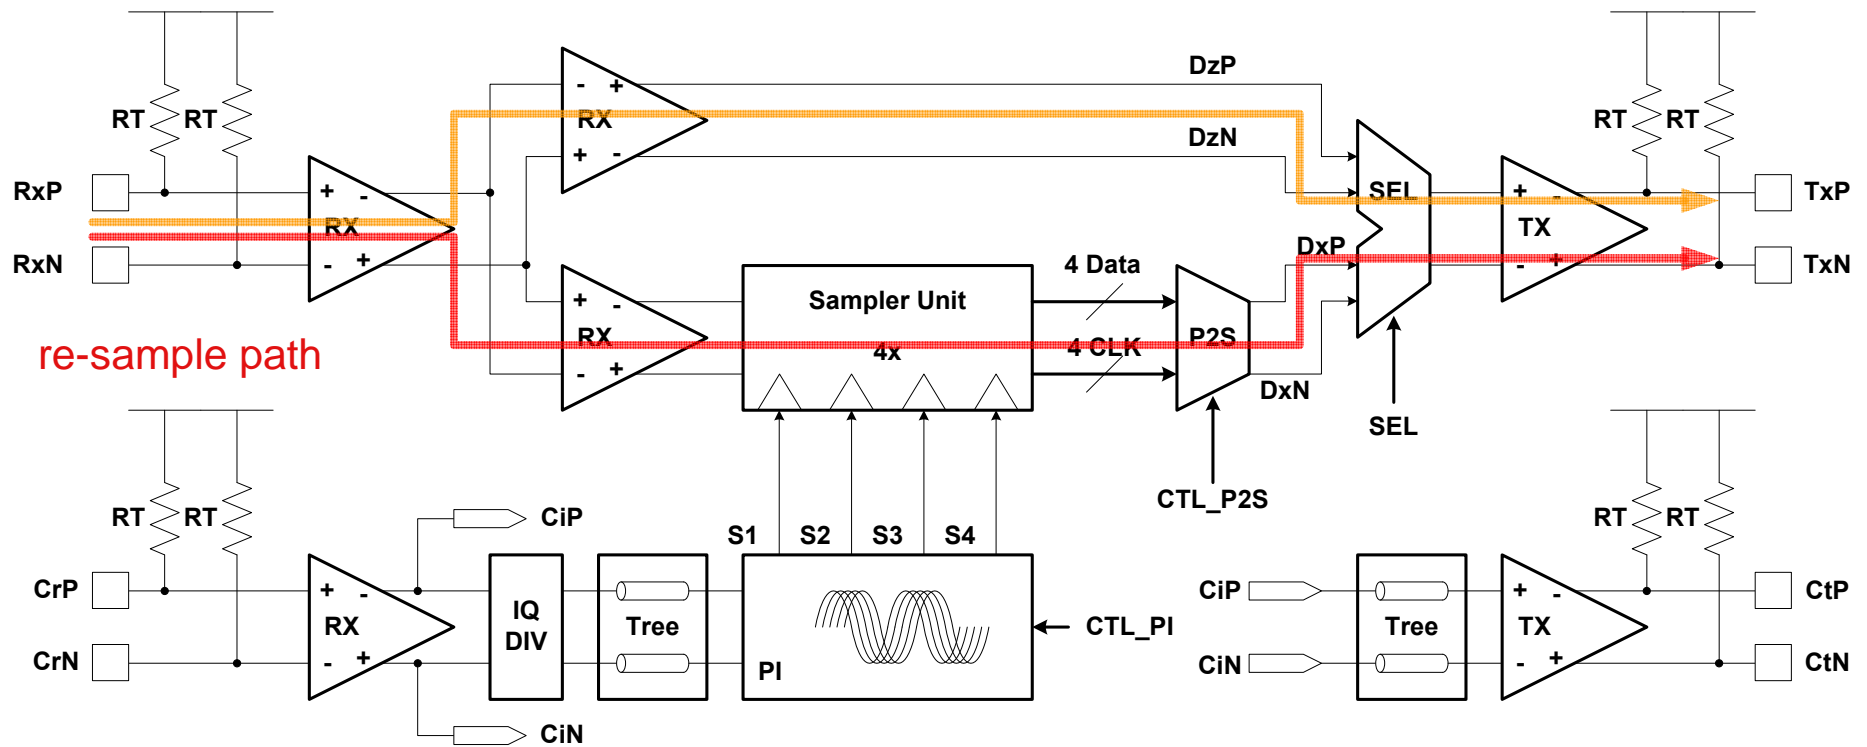 DzP
RT RT
- +
RX
RT RT
DzN
+ -
RxP
+ -
SEL
+ -
TxP
RX
TX
RxN
- +
DxP
- +
TxN
4 Data
Sampler Unit
+ -
RX
4x
4 CLK
P2S
- +
DxN
re-sample path
SEL
CTL_P2S
RT RT
CiP
S1 S2 S3 S4
RT RT
CrP
+ -
CiP
+ -
CtP
RX
IQ
DIV
Tree
CTL_PI
Tree
TX
CrN
- +
PI
CiN
- +
CtN
CiN